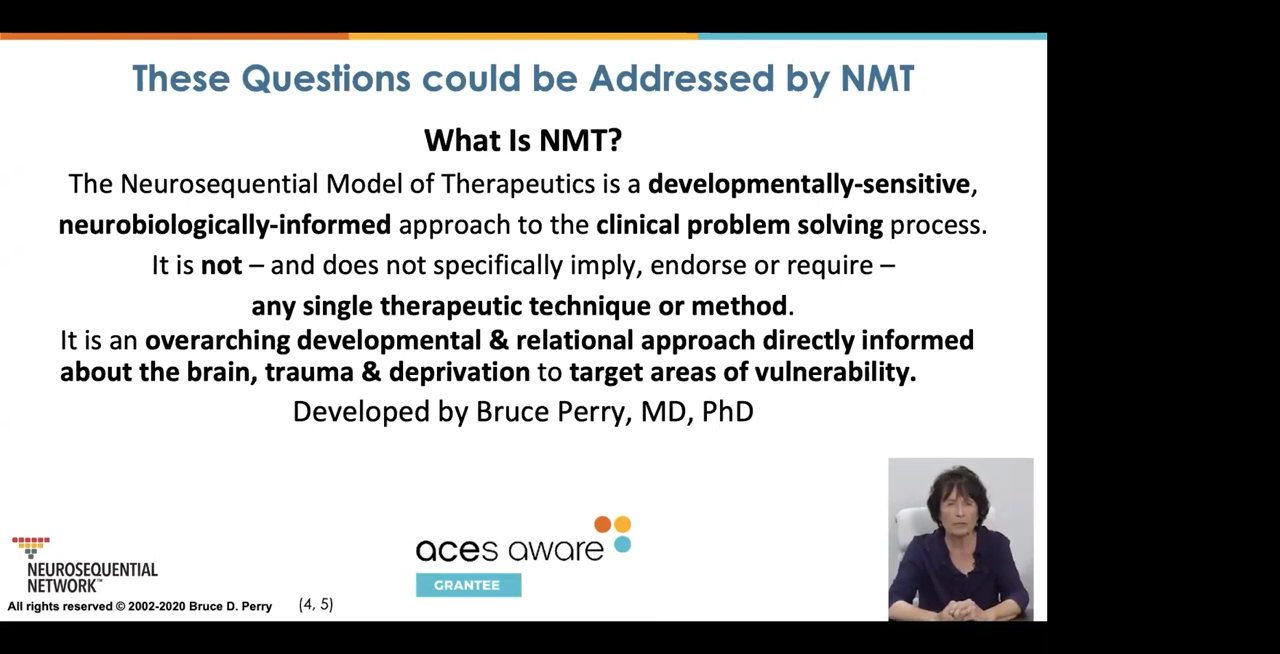 These Questions could be Addressed by NMT
What Is NMT?
The Neurosequential Model of Therapeutics is a developmentally-sensitive,
neurobiologically-informed approach to the clinical problem solving process.
It is not – and does not specifically imply, endorse or require –
any single therapeutic technique or method.
It is an overarching developmental & relational approach directly informed
about the brain, trauma & deprivation to target areas of vulnerability.
Developed by Bruce Perry, MD, PhD
NEUROSEQUENTIAL
NETWORK™
All rights reserved © 2002-2020 Bruce D. Perry
(4, 5)
aces aware
GRANTEE